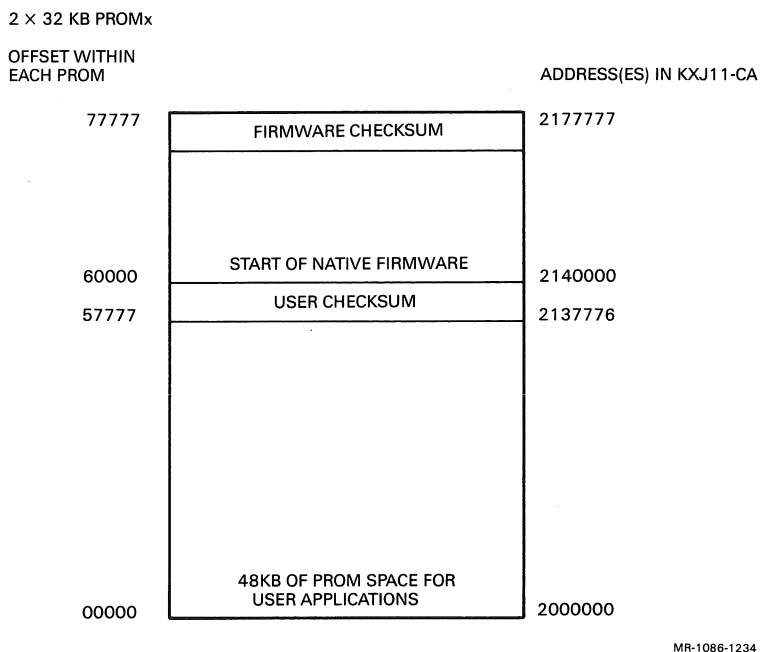 2 × 32 KB PROMx
OFFSET WITHIN
EACH PROM
ADDRESS(ES) IN KXJ11-CA
77777
FIRMWARE CHECKSUM
2177777
60000
START OF NATIVE FIRMWARE
2140000
57777
USER CHECKSUM
2137776
48KB OF PROM SPACE FOR
USER APPLICATIONS
00000
2000000
MR-1086-1234